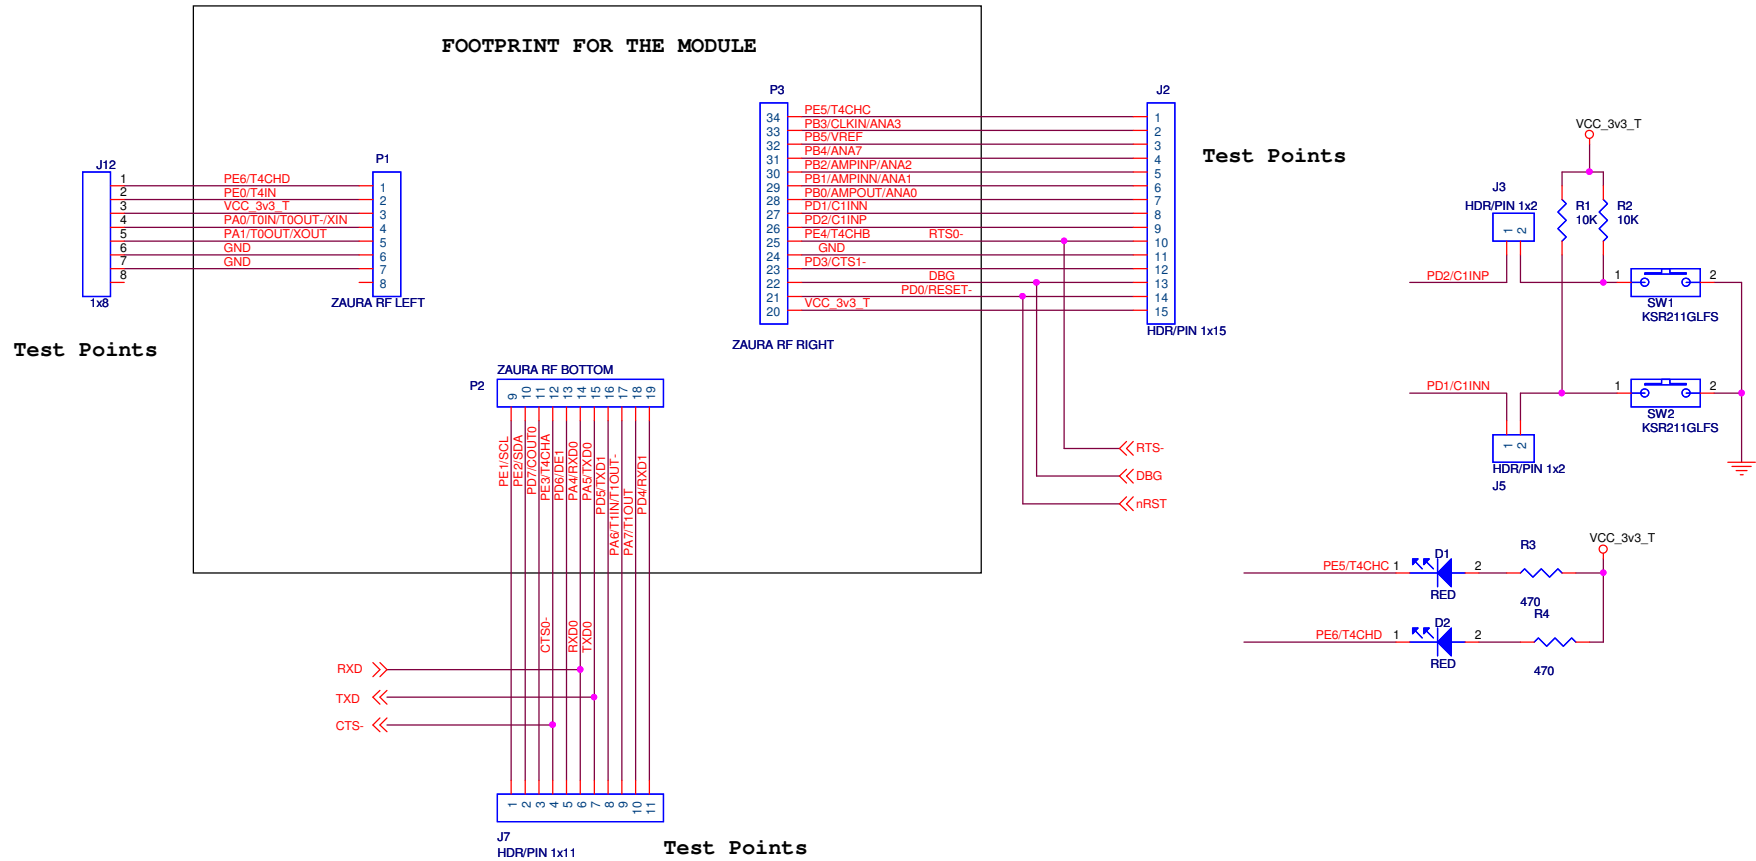 FOOTPRINT FOR THE MODULE
J12
1
2
3
4
5
6
7
8
1x8
PE6/T4CHD
PE0/T4IN
VCC_3v3_T
PA0/T0IN/T0OUT-/XIN
PA1/T0OUT/XOUT
GND
GND
P1
1
2
3
4
5
6
7
8
ZAURA RF LEFT
Test Points
P3
34
33
32
31
30
29
28
27
26
25
24
23
22
21
20
ZAURA RF RIGHT
PE5/T4CHC
PB3/CLKIN/ANA3
PB5/VREF
PB4/ANA7
PB2/AMPINP/ANA2
PB1/AMPINN/ANA1
PB0/AMPOUT/ANA0
PD1/C1INN
PD2/C1INP
PE4/T4CHB RTS0-
GND
PD3/CTS1-
DBG
PD0/RESET-
VCC_3v3_T
J2
1
2
3
4
5
6
7
8
9
10
11
12
13
14
15
HDR/PIN 1x15
Test Points
RTS-
DBG
nRST
ZAURA RF BOTTOM
P2
9 10 11 12 13 14 15 16 17 18 19
PE1/SCL
PE2/SDA
PD7/COUT0
PE3/T4CHA
PD6/DE1
PA4/RXD0
PA5/TXD0
PD5/TXD1
PA6/T1IN/T1OUT-
PA7/T1OUT
PD4/RXD1
CTS0-
RXD0
TXD0
RXD
TXD
CTS-
1 2 3 4 5 6 7 8 9 10 11
J7
HDR/PIN 1x11
Test Points
VCC_3v3_T
J3
HDR/PIN 1x2
1 2
R1
10K
R2
10K
PD2/C1INP
1 2
SW1
KSR211GLFS
PD1/C1INN
1 2
SW2
KSR211GLFS
1 2
HDR/PIN 1x2
J5
VCC_3v3_T
PE5/T4CHC 1 D1 2
RED
R3
470
PE6/T4CHD 1 D2 2
RED
R4
470